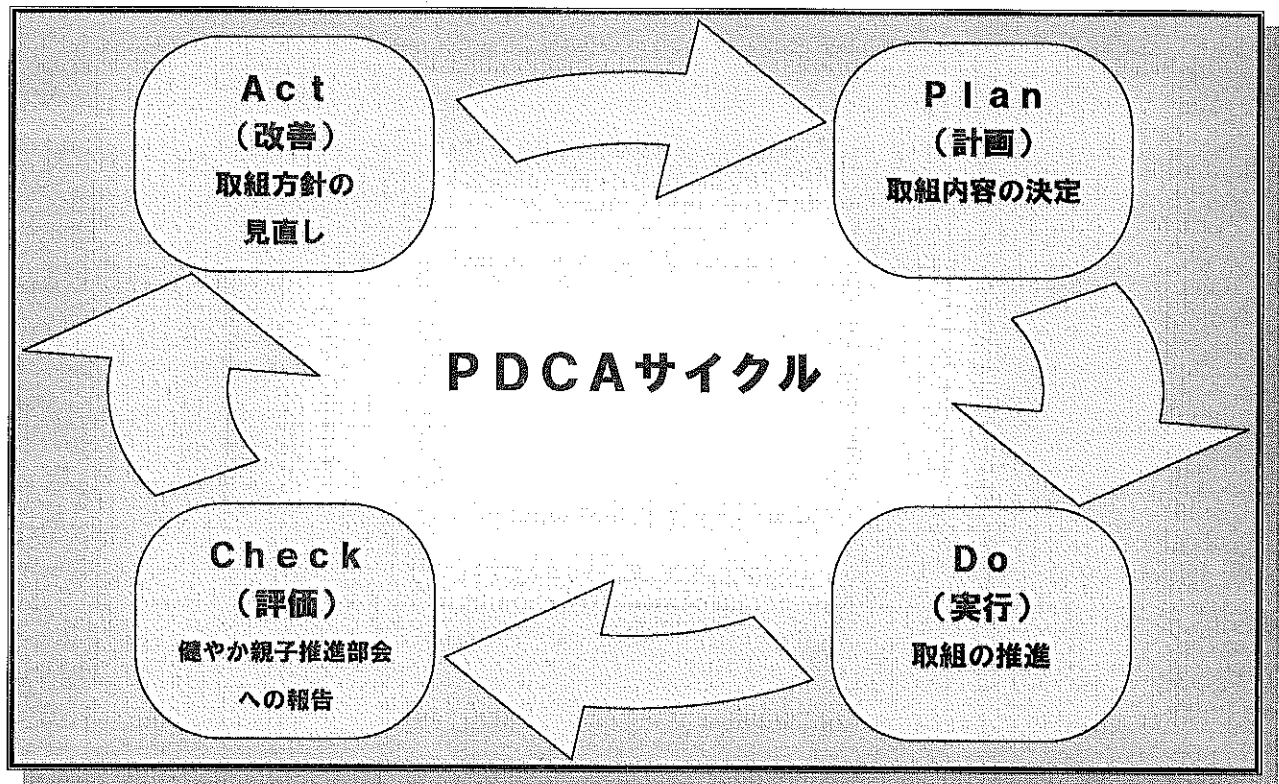 Act
（改善）
取組方針の
見直し
Plan
（計画）
取組内容の決定
PDCAサイクル
Check
（評価）
健やか親子推進部会
への報告
Do
（実行）
取組の推進